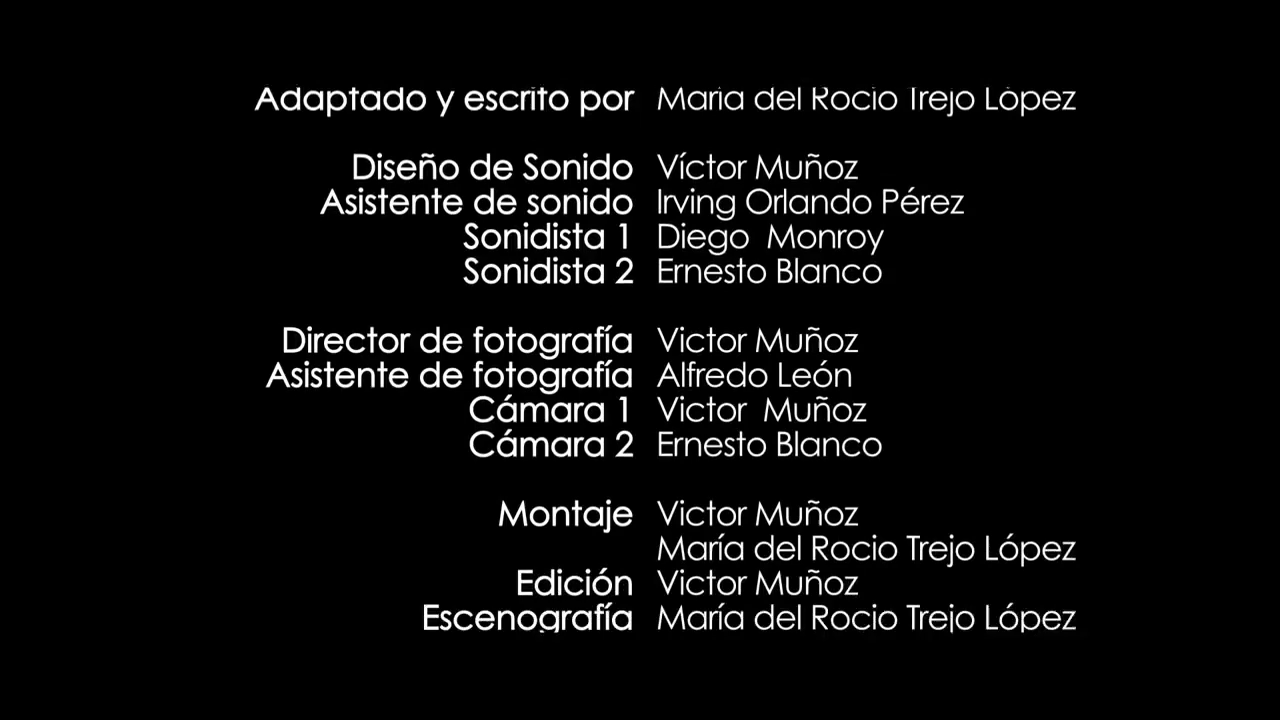 Adaptado y escrito por María del Rocio Trejo López
Diseño de Sonido Víctor Muñoz
Asistente de sonido Irving Orlando Pérez
Sonidista 1 Diego  Monroy
Sonidista 2 Ernesto Blanco
Director de fotografía Victor Muñoz
Asistente de fotografía Alfredo León
Cámara 1 Victor  Muñoz
Cámara 2 Ernesto Blanco
Montaje Victor Muñoz
María del Rocio Trejo López
Edición Victor Muñoz
Escenografía María del Rocio Trejo López